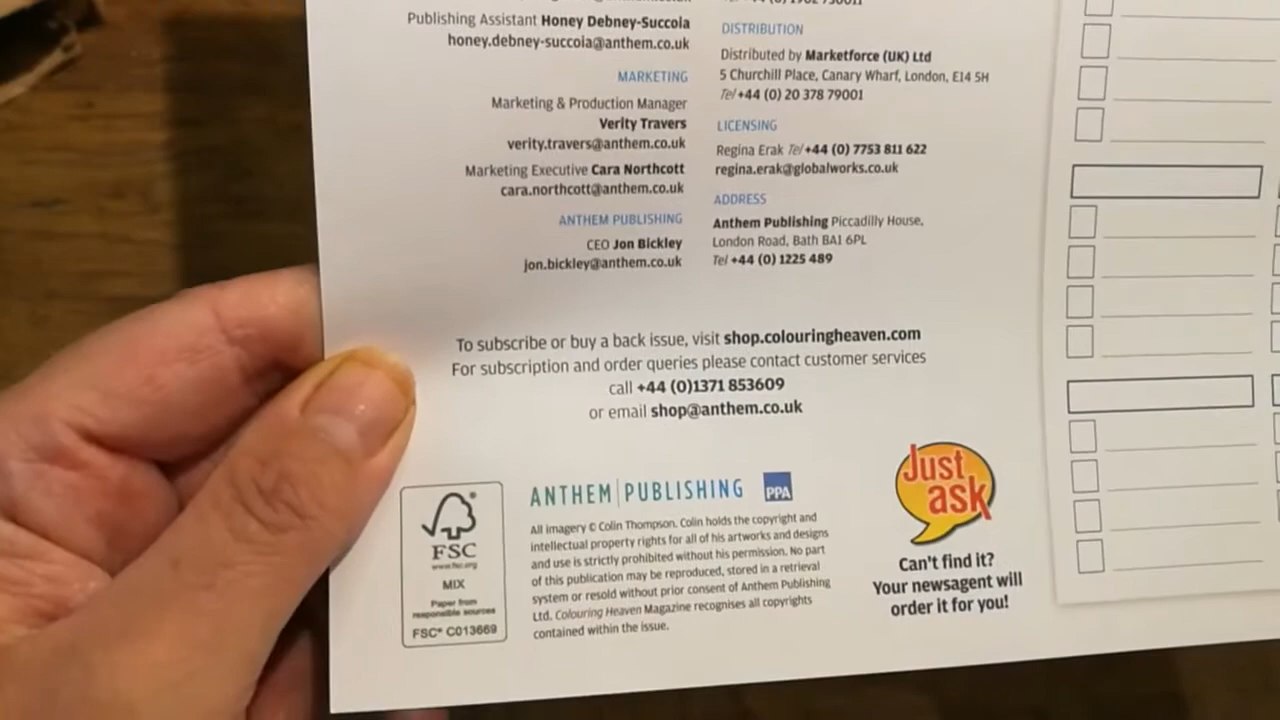 Publishing Assistant Honey Debney-Succoia
honey.debney-succoia@anthem.co.uk
MARKETING
Marketing & Production Manager
Verity Travers
verity.travers@anthem.co.uk
Marketing Executive Cara Northcott
cara.northcott@anthem.co.uk
ANTHEM PUBLISHING
CEO Jon Bickley
jon.bickley@anthem.co.uk
DISTRIBUTION
Distributed by Marketforce (UK) Ltd
5 Churchill Place, Canary Wharf, London, E14 5H
Tel +44 (0) 20 378 79001
LICENSING
Regina Erak Tel +44 (0) 7753 811 622
regina.erak@globalworks.co.uk
ADDRESS
Anthem Publishing Piccadilly House,
London Road, Bath BA1 6PL
Tel +44 (0) 1225 489
To subscribe or buy a back issue, visit shop.colouringheaven.com
For subscription and order queries please contact customer services
call +44 (0)1371 853609
or email shop@anthem.co.uk
FSC
www.fsc.org
MIX
Paper from
responsible sources
FSC® C013669
ANTHEM PUBLISHING PPA
All imagery © Colin Thompson. Colin holds the copyright and
intellectual property rights for all of his artworks and designs
and use is strictly prohibited without his permission. No part
of this publication may be reproduced, stored in a retrieval
system or resold without prior consent of Anthem Publishing
Ltd. Colouring Heaven Magazine recognises all copyrights
contained within the issue.
Just
ask
Can't find it?
Your newsagent will
order it for you!